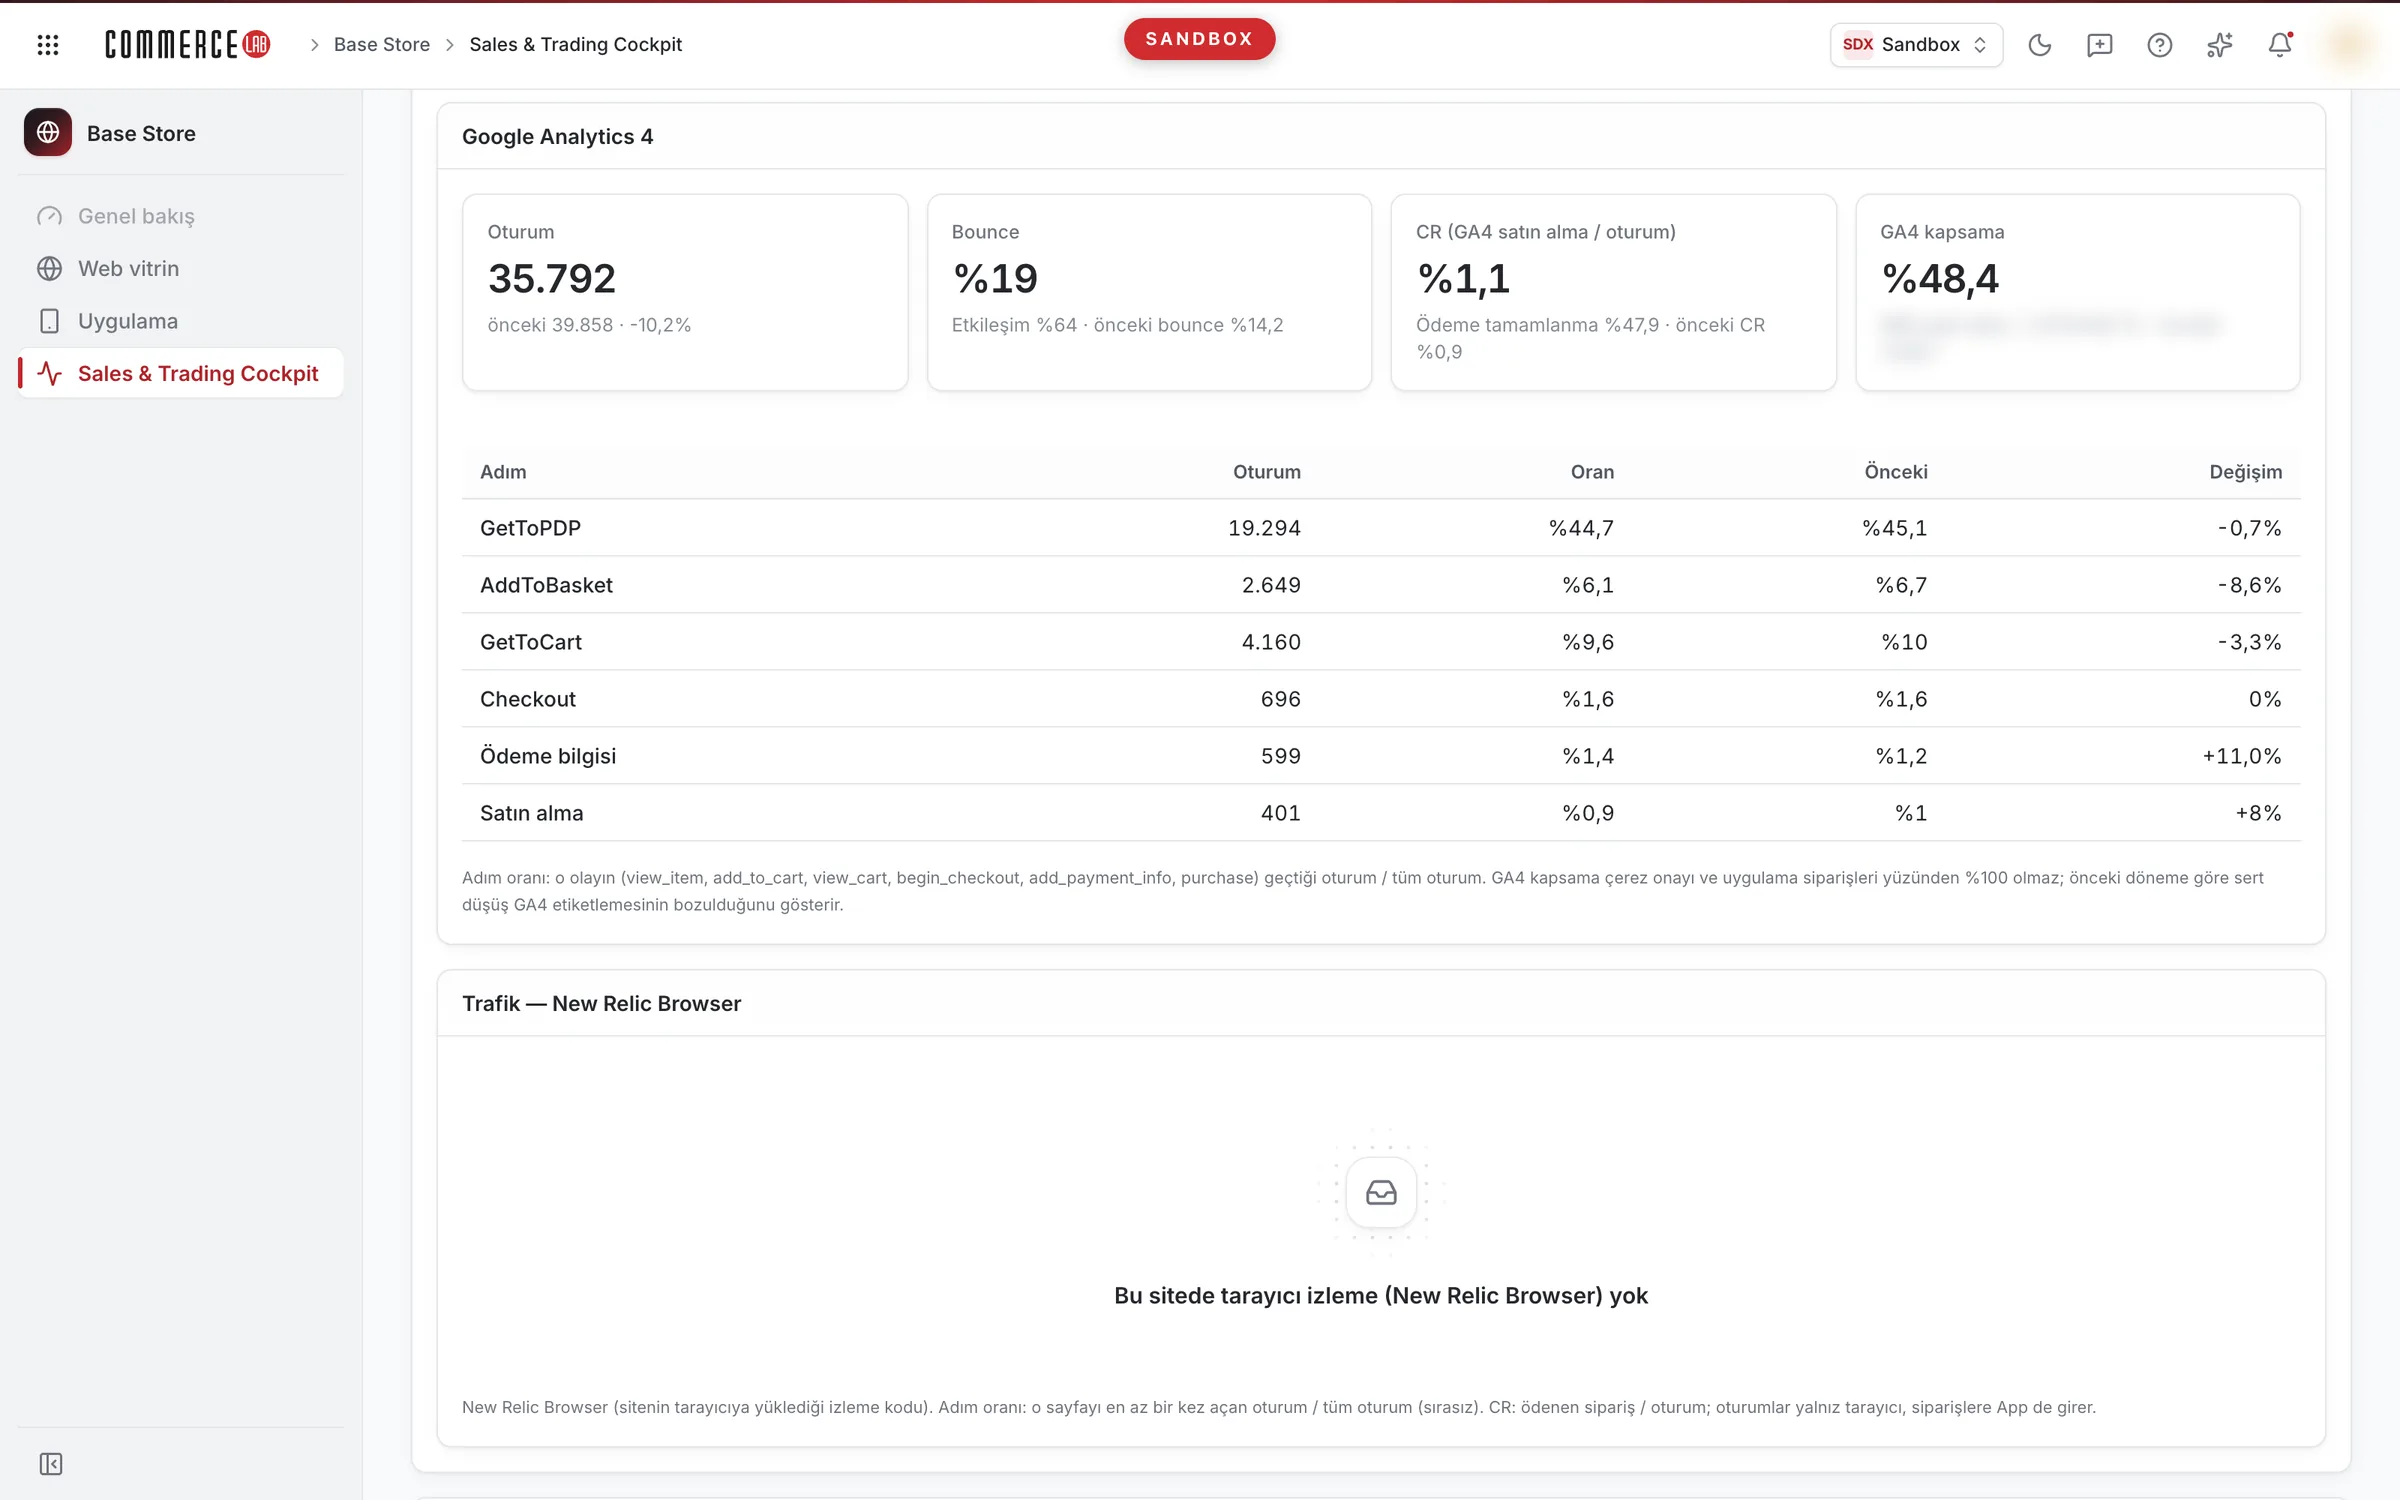 COMMERCE LAB
Base Store
Sales & Trading Cockpit
SANDBOX
SDX Sandbox
Base Store
Genel bakış
Web vitrin
Uygulama
Sales & Trading Cockpit
Google Analytics 4
Oturum
35.792
önceki 39.858 · -10,2%
Bounce
%19
Etkileşim %64 · önceki bounce %14,2
CR (GA4 satın alma / oturum)
%1,1
Ödeme tamamlanma %47,9 · önceki CR
%0,9
GA4 kapsama
%48,4
Adım Oturum Oran Önceki Değişim
GetToPDP 19.294 %44,7 %45,1 -0,7%
AddToBasket 2.649 %6,1 %6,7 -8,6%
GetToCart 4.160 %9,6 %10 -3,3%
Checkout 696 %1,6 %1,6 0%
Ödeme bilgisi 599 %1,4 %1,2 +11,0%
Satın alma 401 %0,9 %1 +8%
Adım oranı: o olayın (view_item, add_to_cart, view_cart, begin_checkout, add_payment_info, purchase) geçtiği oturum / tüm oturum. GA4 kapsama çerez onayı ve uygulama siparişleri yüzünden %100 olmaz; önceki döneme göre sert
düşüş GA4 etiketlemesinin bozulduğunu gösterir.
Trafik — New Relic Browser
Bu sitede tarayıcı izleme (New Relic Browser) yok
New Relic Browser (sitenin tarayıcıya yüklediği izleme kodu). Adım oranı: o sayfayı en az bir kez açan oturum / tüm oturum (sırasız). CR: ödenen sipariş / oturum; oturumlar yalnız tarayıcı, siparişlere App de girer.